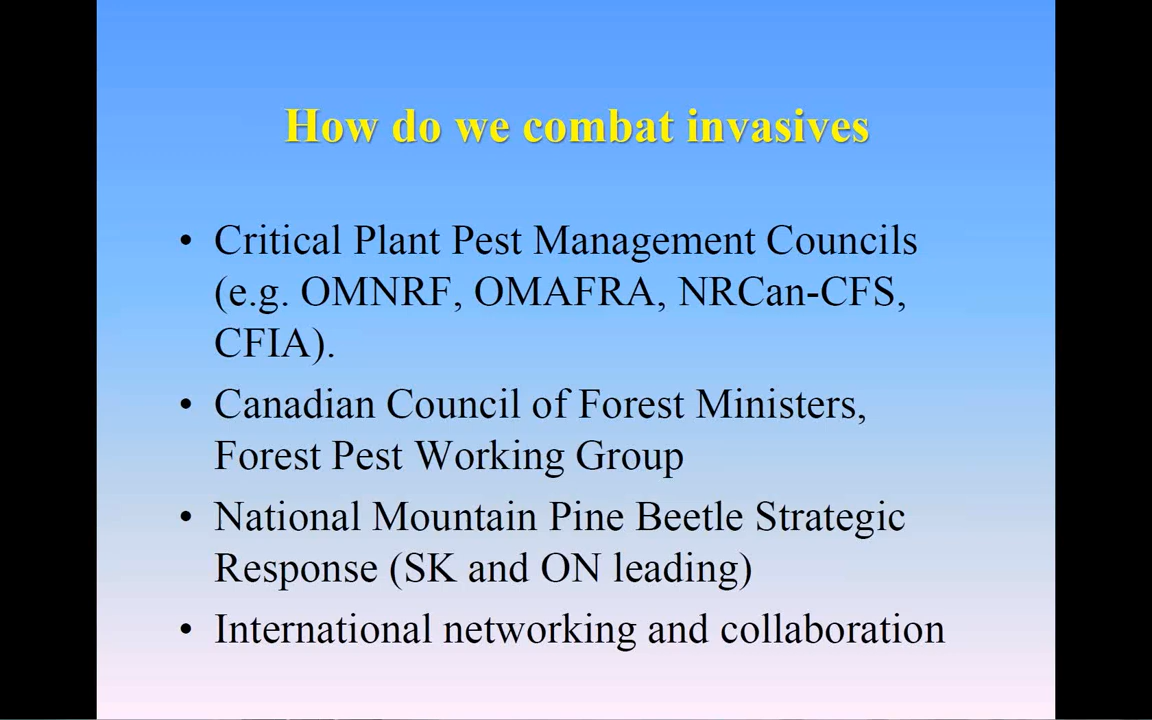 How do we combat invasives
• Critical Plant Pest Management Councils
(e.g. OMNRF, OMAFRA, NRCan-CFS,
CFIA).
• Canadian Council of Forest Ministers,
Forest Pest Working Group
• National Mountain Pine Beetle Strategic
Response (SK and ON leading)
• International networking and collaboration